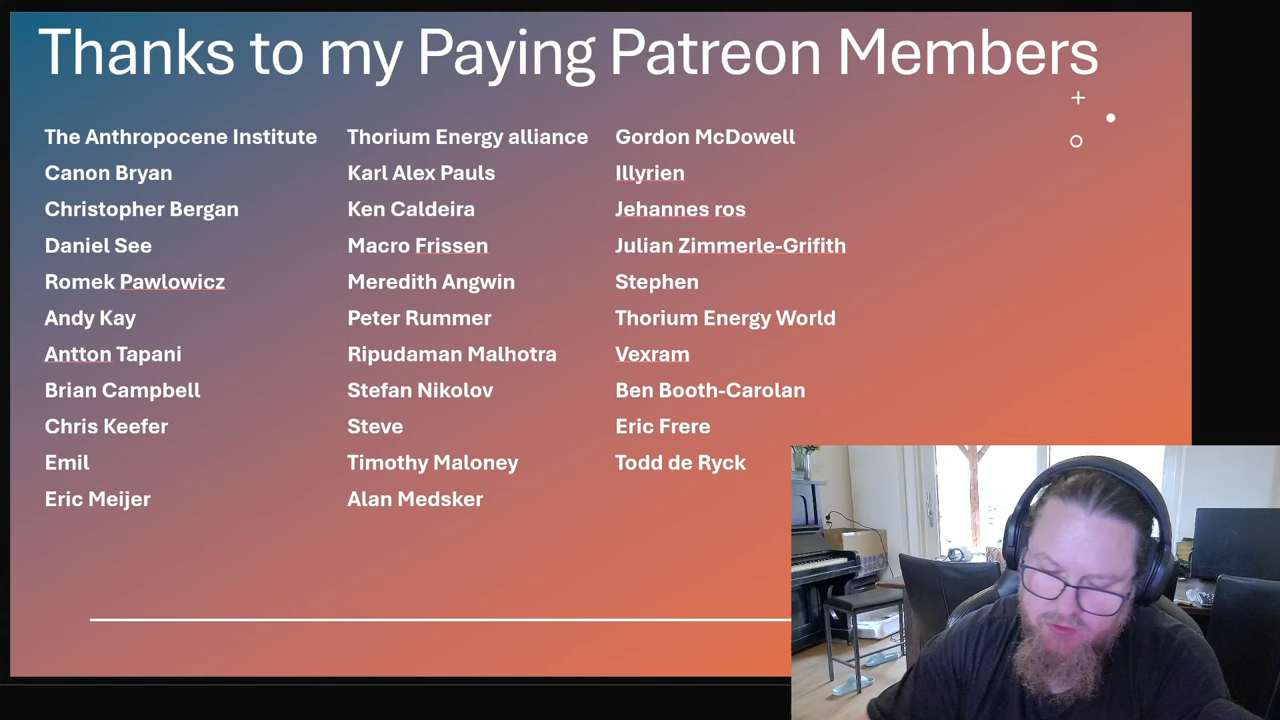 Thanks to my Paying Patreon Members
The Anthropocene Institute
Canon Bryan
Christopher Bergan
Daniel See
Romek Pawlowicz
Andy Kay
Antton Tapani
Brian Campbell
Chris Keefer
Emil
Eric Meijer
Thorium Energy alliance
Karl Alex Pauls
Ken Caldeira
Macro Frissen
Meredith Angwin
Peter Rummer
Ripudaman Malhotra
Stefan Nikolov
Steve
Timothy Maloney
Alan Medsker
Gordon McDowell
Illyrien
Jehannes ros
Julian Zimmerle-Grifith
Stephen
Thorium Energy World
Vexram
Ben Booth-Carolan
Eric Frere
Todd de Ryck